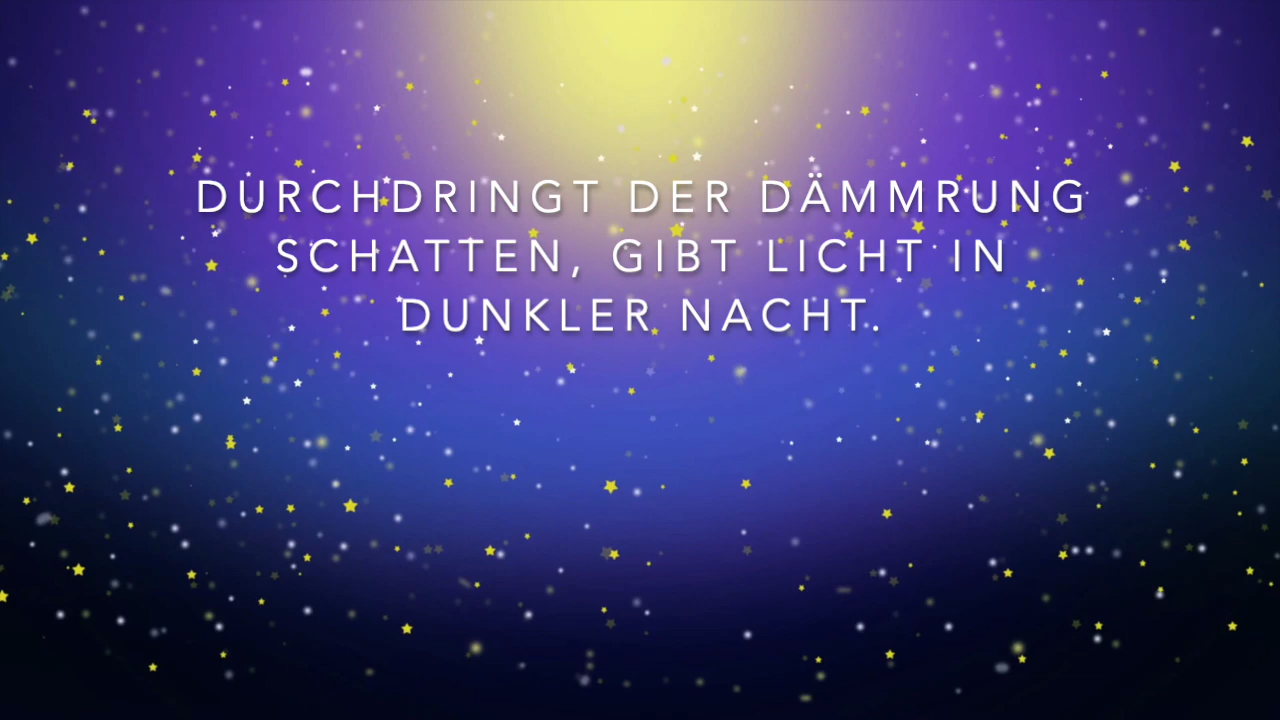 DURCHDRINGT DER DÄMMRUNG
SCHATTEN, GIBT LICHT IN
DUNKLER NACHT.